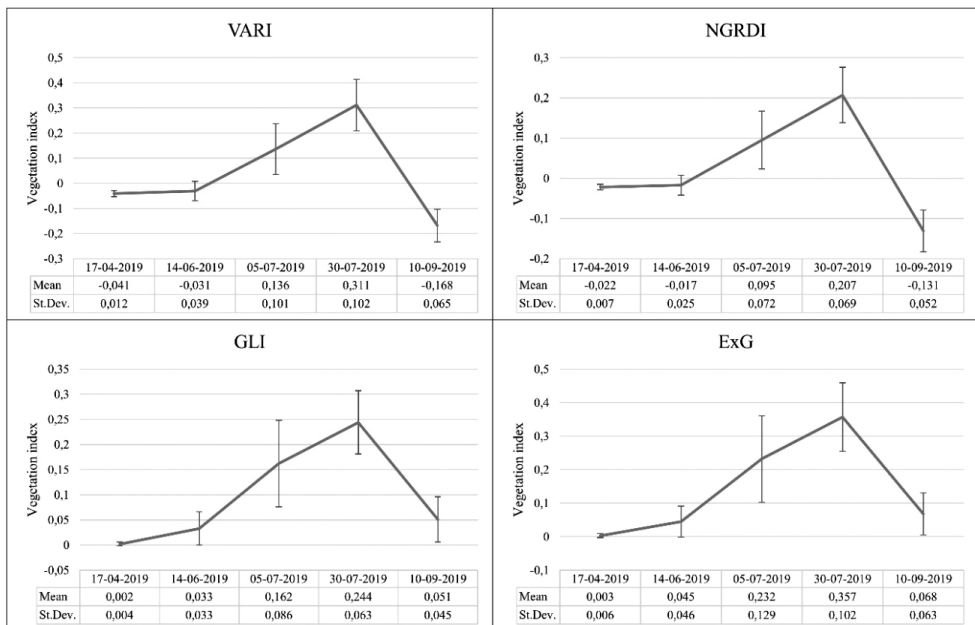 VARI
0,5
0,4
0,3
0,2
0,1
0
-0,1
-0,2
-0,3
Vegetation index
17-04-2019 14-06-2019 05-07-2019 30-07-2019 10-09-2019
Mean -0,041 -0,031 0,136 0,311 -0,168
St.Dev. 0,012 0,039 0,101 0,102 0,065
NGRDI
0,3
0,2
0,1
0
-0,1
-0,2
Vegetation index
17-04-2019 14-06-2019 05-07-2019 30-07-2019 10-09-2019
Mean -0,022 -0,017 0,095 0,207 -0,131
St.Dev. 0,007 0,025 0,072 0,069 0,052
GLI
0,35
0,3
0,25
0,2
0,15
0,1
0,05
0
-0,05
Vegetation index
17-04-2019 14-06-2019 05-07-2019 30-07-2019 10-09-2019
Mean 0,002 0,033 0,162 0,244 0,051
St.Dev. 0,004 0,033 0,086 0,063 0,045
ExG
0,5
0,4
0,3
0,2
0,1
0
-0,1
Vegetation index
17-04-2019 14-06-2019 05-07-2019 30-07-2019 10-09-2019
Mean 0,003 0,045 0,232 0,357 0,068
St.Dev. 0,006 0,046 0,129 0,102 0,063